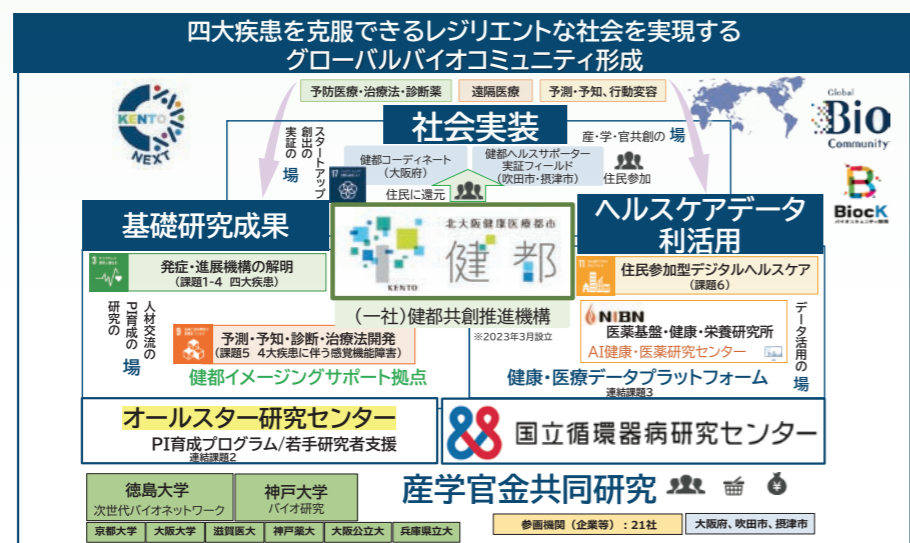 四大疾患を克服できるレジリエントな社会を実現する
グローバルバイオコミュニティ形成
KENTO
NEXT
予防医療・治療法・診断薬
遠隔医療
予測・予知、行動変容
Global
Bio
Community
BiocK
社会実装
産・学・官共創の 場
スタートアップ
創出の
実証の 場
健都コーディネート
(大阪府)
健都ヘルスサポーター
実証フィールド
(吹田市・摂津市)
住民参加
住民に還元
基礎研究成果
ヘルスケアデータ
利活用
北大阪健康医療都市
健都
KENTO
(一社)健都共創推進機構
※2023年3月設立
3
発症・進展機構の解明
(課題1-4 四大疾患)
人材交流の
PI育成の
研究の 場
9
予測・予知・診断・治療法開発
(課題5 4大疾患に伴う感覚機能障害)
健都イメージングサポート拠点
11
住民参加型デジタルヘルスケア
(課題6)
NIBN
医薬基盤・健康・栄養研究所
AI健康・医薬研究センター
データ活用の 場
健康・医療データプラットフォーム
連結課題3
オールスター研究センター
PI育成プログラム/若手研究者支援
連結課題2
国立循環器病研究センター
徳島大学
次世代バイオネットワーク
神戸大学
バイオ研究
京都大学
大阪大学
滋賀医大
神戸薬大
大阪公立大
兵庫県立大
産学官金共同研究
参画機関(企業等):21社
大阪府、吹田市、摂津市